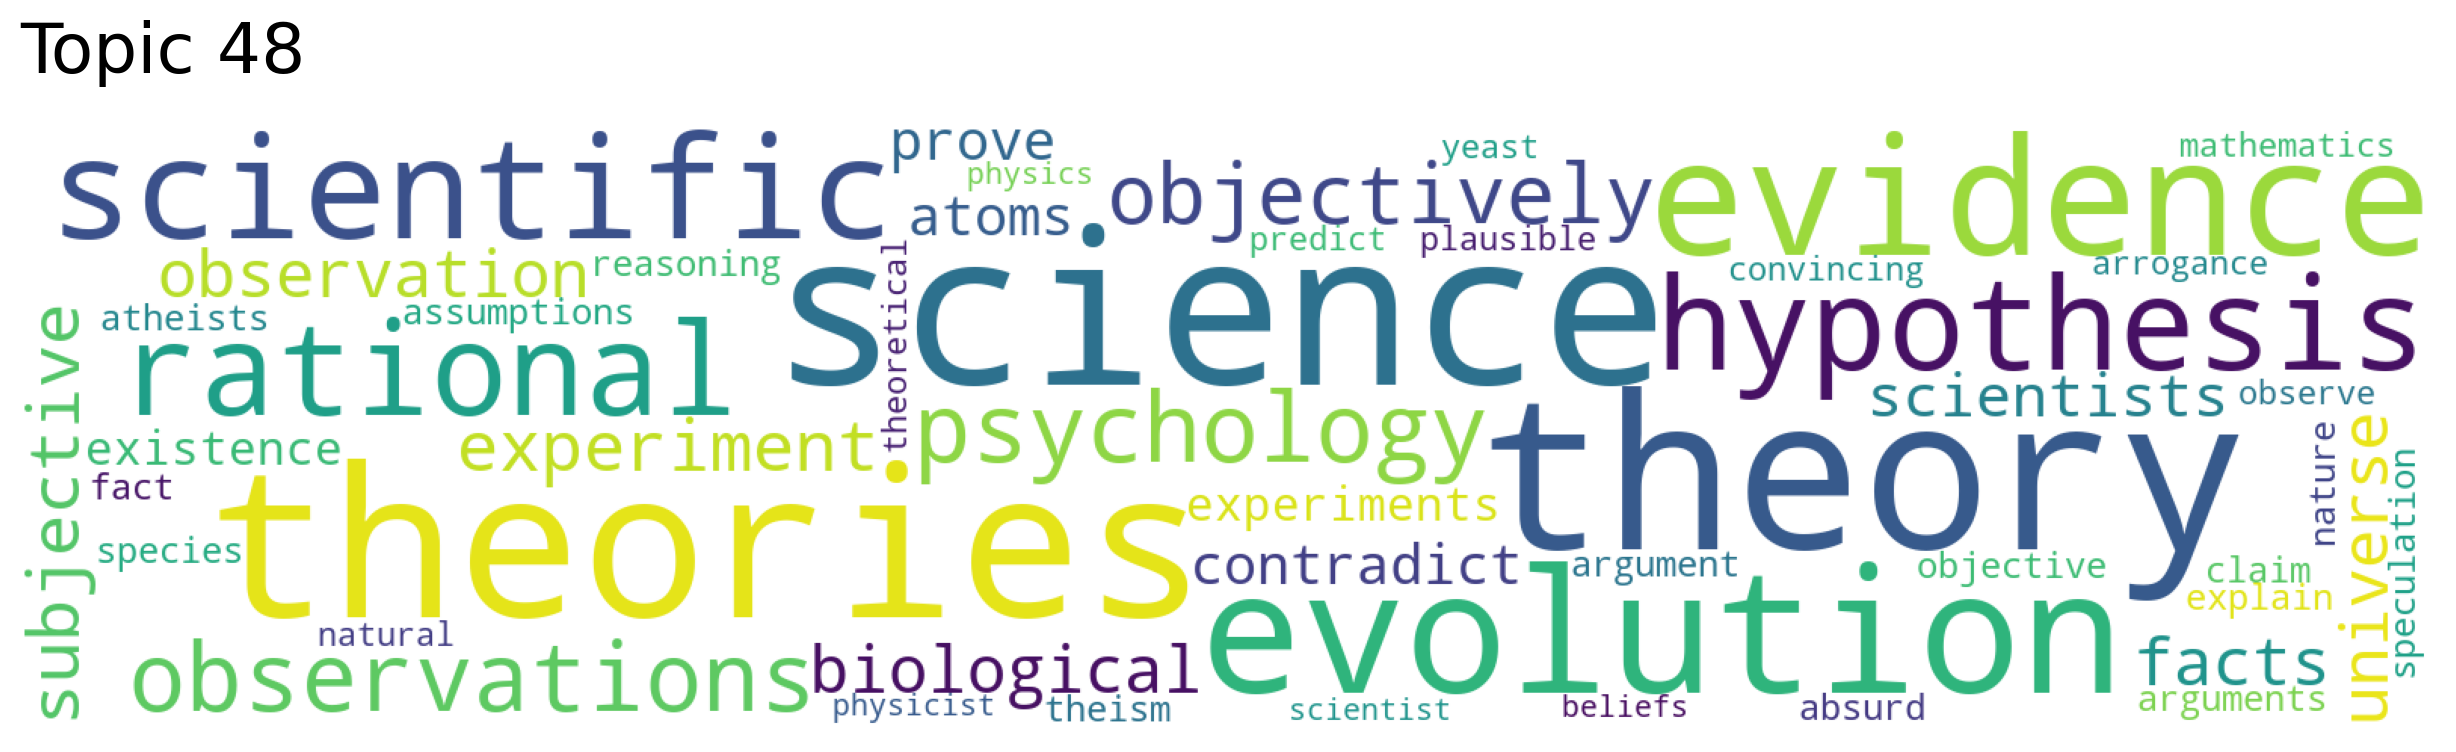 Topic 48
scientific
prove
physics
atoms
objectively
yeast
predict
plausible
evidence
mathematics
observation
reasoning
theoretical
science
convincing
arrogance
hypothesis
atheists
assumptions
rational
subjective
existence
experiment
psychology
scientists
observe
fact
theories
experiments
theory
nature
universe
speculation
species
contradict
argument
objective
claim
explain
natural
observations
biological
evolution
facts
arguments
physicist
theism
scientist
beliefs
absurd